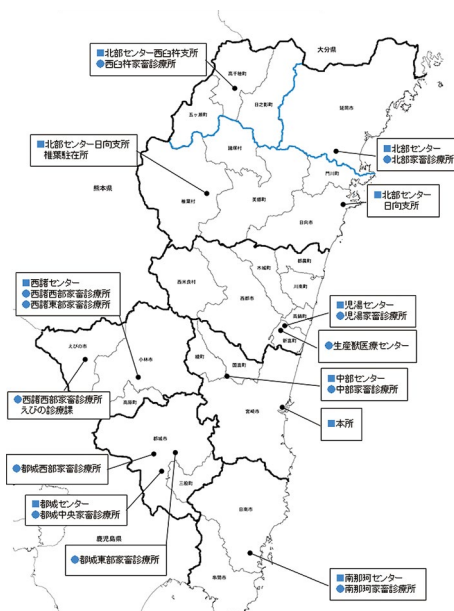 大分県
■北部センター西臼杵支所
●西臼杵家畜診療所
高千穂町
日之影町
五ヶ瀬町
延岡市
■北部センター
●北部家畜診療所
■北部センター日向支所
椎葉駐在所
諸塚村
門川町
熊本県
椎葉村
美郷町
■北部センター
日向支所
日向市
西米良村
木城町
都農町
川南町
■西諸センター
●西諸西部家畜診療所
●西諸東部家畜診療所
西都市
高鍋町
■児湯センター
●児湯家畜診療所
新富町
●生産獣医療センター
えびの市
小林市
綾町
国富町
■中部センター
●中部家畜診療所
●西諸西部家畜診療所
えびの診療課
高原町
宮崎市
■本所
都城市
●都城西部家畜診療所
三股町
■都城センター
●都城中央家畜診療所
日南市
鹿児島県
●都城東部家畜診療所
串間市
■南那珂センター
●南那珂家畜診療所